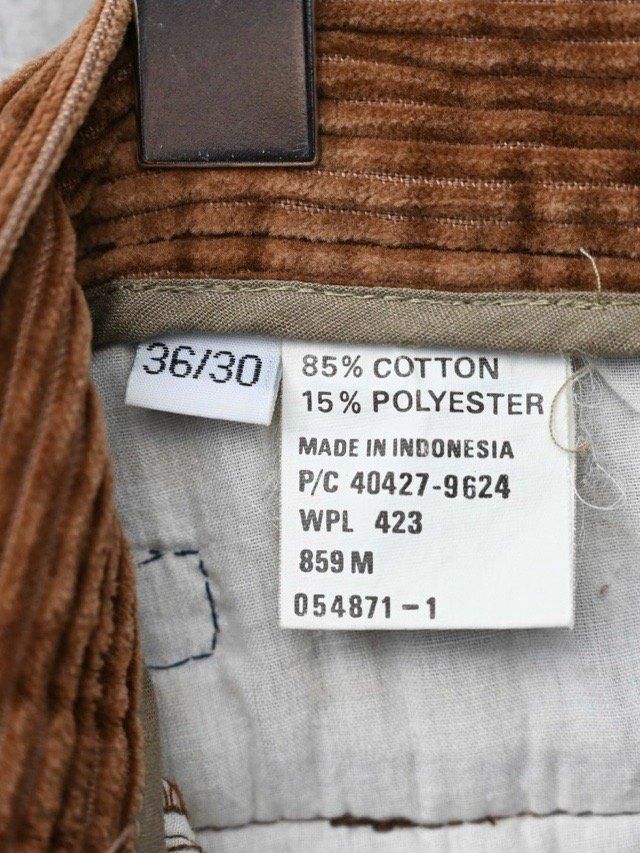 36/30
85% COTTON
15% POLYESTER
MADE IN INDONESIA
P/C 40427-9624
WPL 423
859 M
054871-1